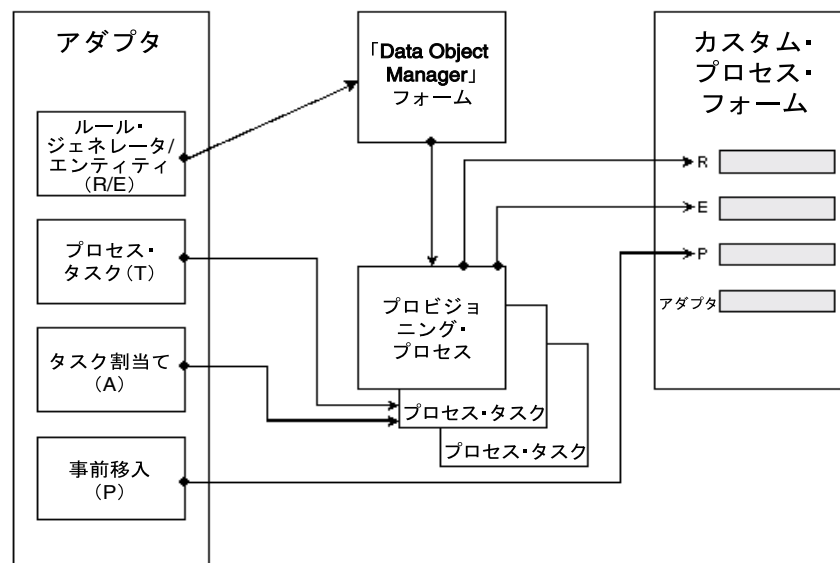 アダプタ
ルール・
ジェネレータ/
エンティティ
(R/E)
プロセス・
タスク(T)
タスク割当て
(A)
事前移入
(P)
「Data Object
Manager」
フォーム
プロビジョ
ニング・
プロセス
プロセス・タスク
プロセス・タスク
カスタム・
プロセス・
フォーム
R
E
P
アダプタ